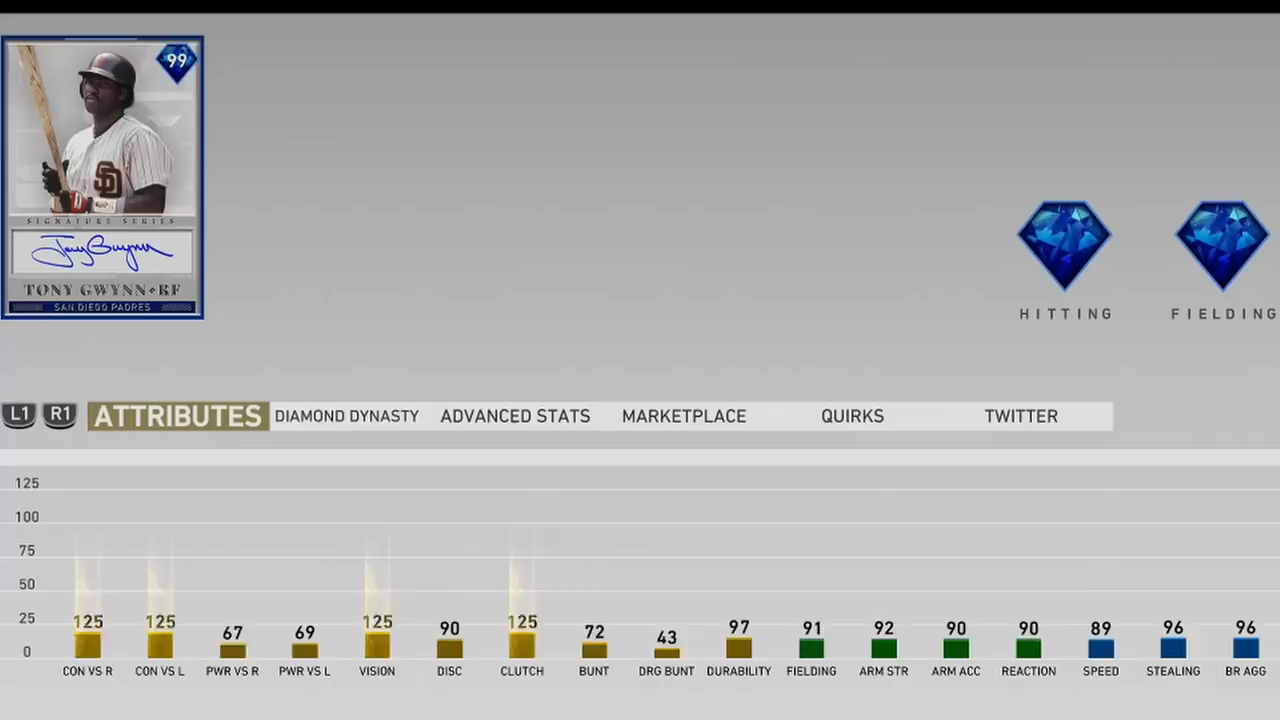 99
SD
SIGNATURE SERIES
Tony Gwynn
TONY GWYNN◆RF
SAN DIEGO PADRES
HITTING FIELDING
L1 R1 ATTRIBUTES DIAMOND DYNASTY ADVANCED STATS MARKETPLACE QUIRKS TWITTER
125
100
75
50
25
0
125 125 67 69 125 90 125 72 43 97 91 92 90 90 89 96 96
CON VS R CON VS L PWR VS R PWR VS L VISION DISC CLUTCH BUNT DRG BUNT DURABILITY FIELDING ARM STR ARM ACC REACTION SPEED STEALING BR AGG